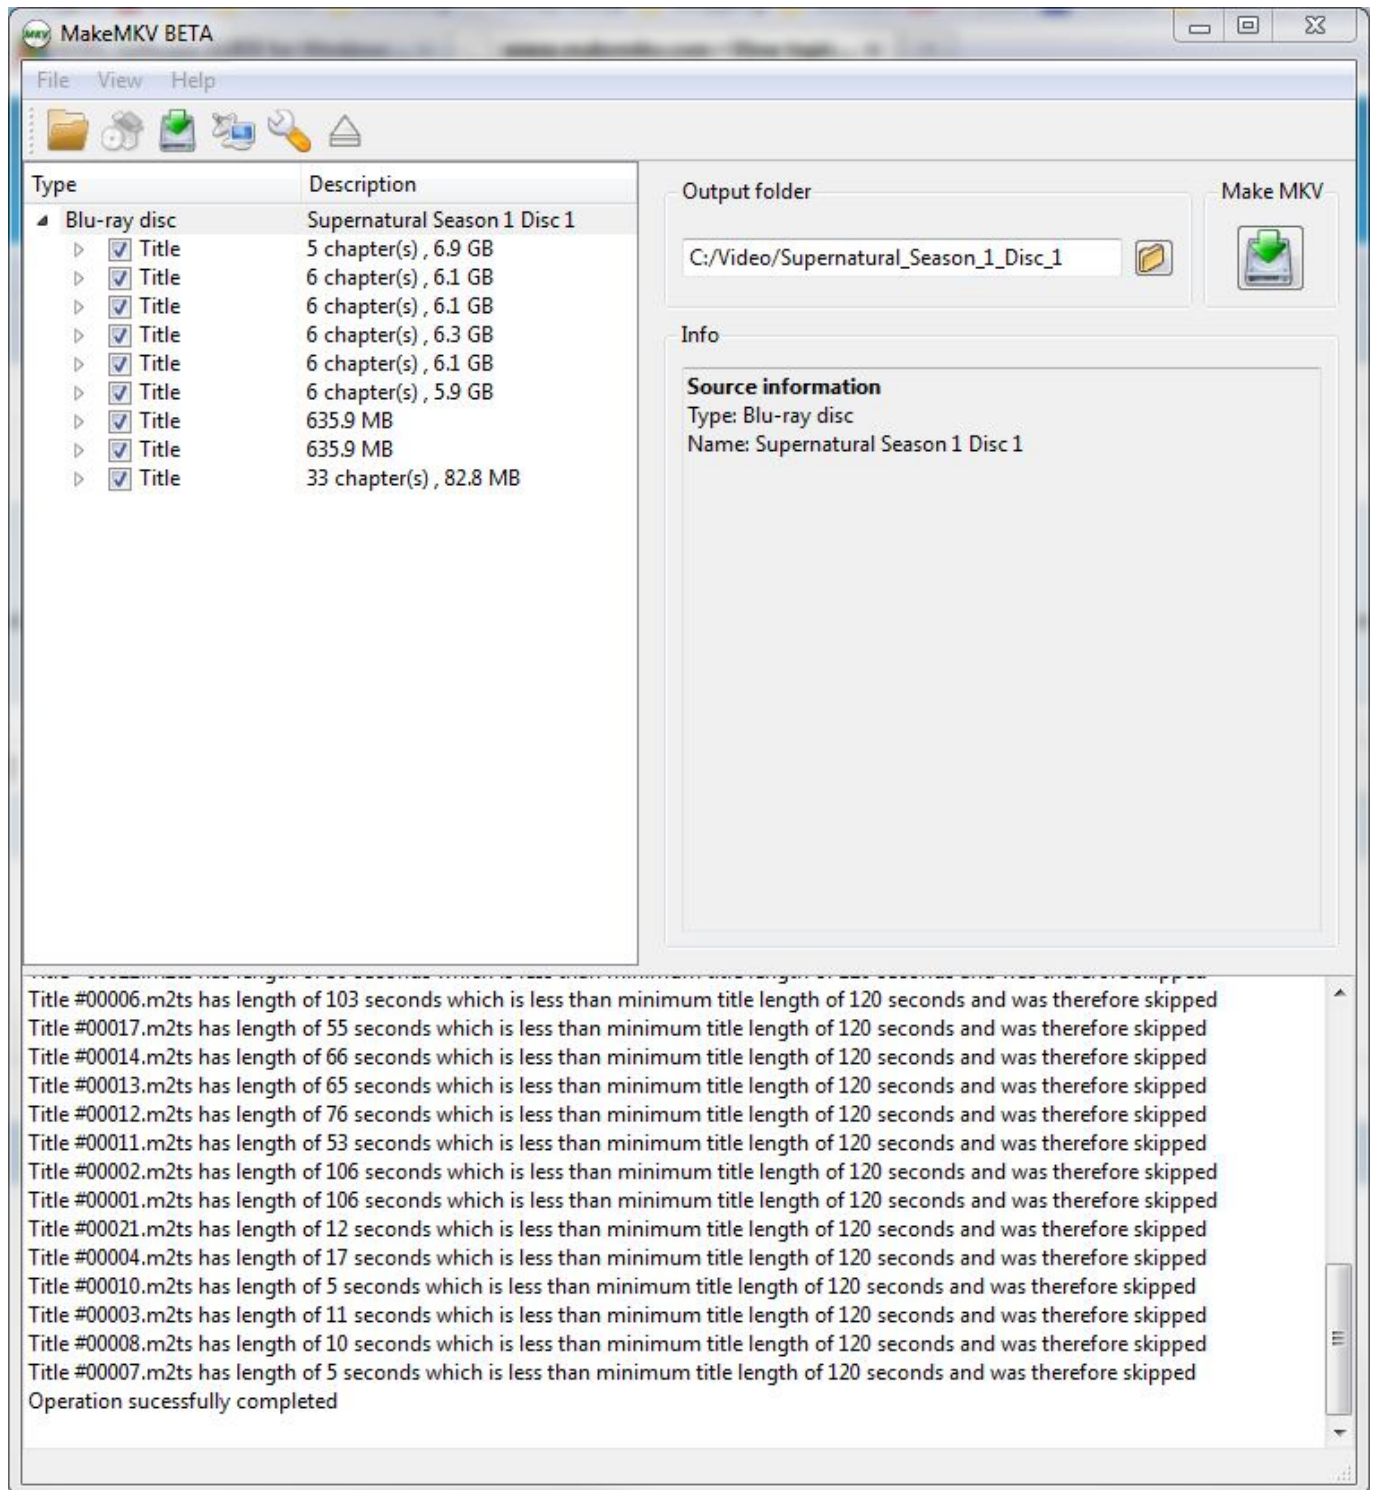 MakeMKV BETA
File View Help
Type Description
Blu-ray disc Supernatural Season 1 Disc 1
Title 5 chapter(s) , 6.9 GB
Title 6 chapter(s) , 6.1 GB
Title 6 chapter(s) , 6.1 GB
Title 6 chapter(s) , 6.3 GB
Title 6 chapter(s) , 6.1 GB
Title 6 chapter(s) , 5.9 GB
Title 635.9 MB
Title 635.9 MB
Title 33 chapter(s) , 82.8 MB
Output folder
C:/Video/Supernatural_Season_1_Disc_1
Make MKV
Info
Source information
Type: Blu-ray disc
Name: Supernatural Season 1 Disc 1
Title #00006.m2ts has length of 103 seconds which is less than minimum title length of 120 seconds and was therefore skipped
Title #00017.m2ts has length of 55 seconds which is less than minimum title length of 120 seconds and was therefore skipped
Title #00014.m2ts has length of 66 seconds which is less than minimum title length of 120 seconds and was therefore skipped
Title #00013.m2ts has length of 65 seconds which is less than minimum title length of 120 seconds and was therefore skipped
Title #00012.m2ts has length of 76 seconds which is less than minimum title length of 120 seconds and was therefore skipped
Title #00011.m2ts has length of 53 seconds which is less than minimum title length of 120 seconds and was therefore skipped
Title #00002.m2ts has length of 106 seconds which is less than minimum title length of 120 seconds and was therefore skipped
Title #00001.m2ts has length of 106 seconds which is less than minimum title length of 120 seconds and was therefore skipped
Title #00021.m2ts has length of 12 seconds which is less than minimum title length of 120 seconds and was therefore skipped
Title #00004.m2ts has length of 17 seconds which is less than minimum title length of 120 seconds and was therefore skipped
Title #00010.m2ts has length of 5 seconds which is less than minimum title length of 120 seconds and was therefore skipped
Title #00003.m2ts has length of 11 seconds which is less than minimum title length of 120 seconds and was therefore skipped
Title #00008.m2ts has length of 10 seconds which is less than minimum title length of 120 seconds and was therefore skipped
Title #00007.m2ts has length of 5 seconds which is less than minimum title length of 120 seconds and was therefore skipped
Operation sucessfully completed